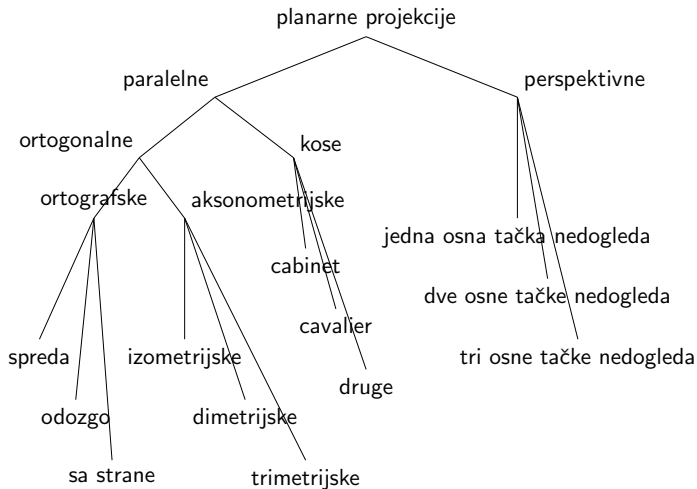 planarne projekcije
paralelne
perspektivne
ortogonalne
kose
ortografske
aksonometrijske
jedna osna tačka nedogleda
cabinet
dve osne tačke nedogleda
cavalier
spreda
izometrijske
tri osne tačke nedogleda
druge
odozgo
dimetrijske
sa strane
trimetrijske